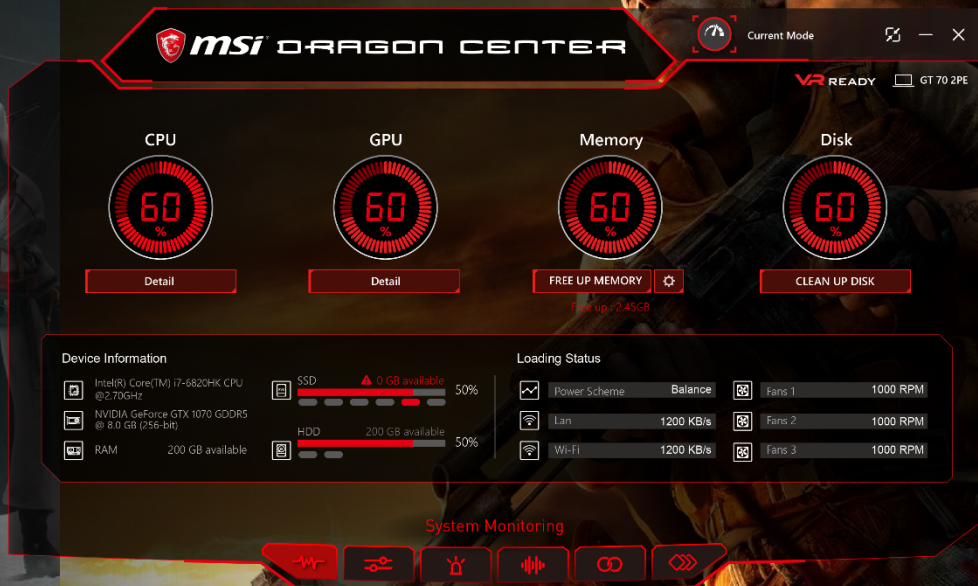 msi DRAGON CENTER
Current Mode
VR READY
GT 70 2PE
CPU
GPU
Memory
Disk
60
%
60
%
60
%
60
%
Detail
Detail
FREE UP MEMORY
CLEAN UP DISK
Free up : 2.45GB
Device Information
Intel(R) Core(TM) i7-6820HK CPU
@2.70GHz
NVIDIA GeForce GTX 1070 GDDR5
@ 8.0 GB (256-bit)
RAM 200 GB available
SSD 0 GB available
50%
HDD 200 GB available
50%
Loading Status
Power Scheme Balance
Lan 1200 KB/s
Wi-Fi 1200 KB/s
Fans 1 1000 RPM
Fans 2 1000 RPM
Fans 3 1000 RPM
System Monitoring